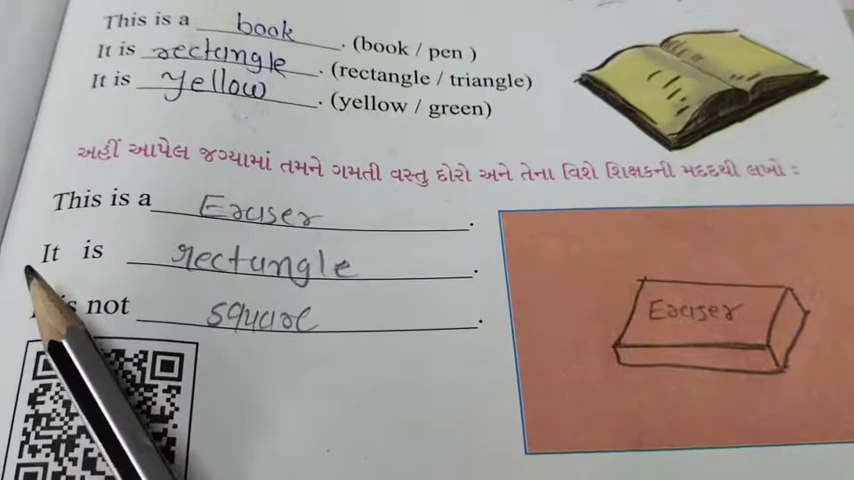 This is a book. (book / pen )
It is rectangle. (rectangle / triangle)
It is yellow. (yellow / green)
અહીં આપેલ જગ્યામાં તમને ગમતી વસ્તુ દોરો અને તેના વિશે શિક્ષકની મદદથી લખો :
This is a Eraser.
It is rectangle.
is not square.
Eraser